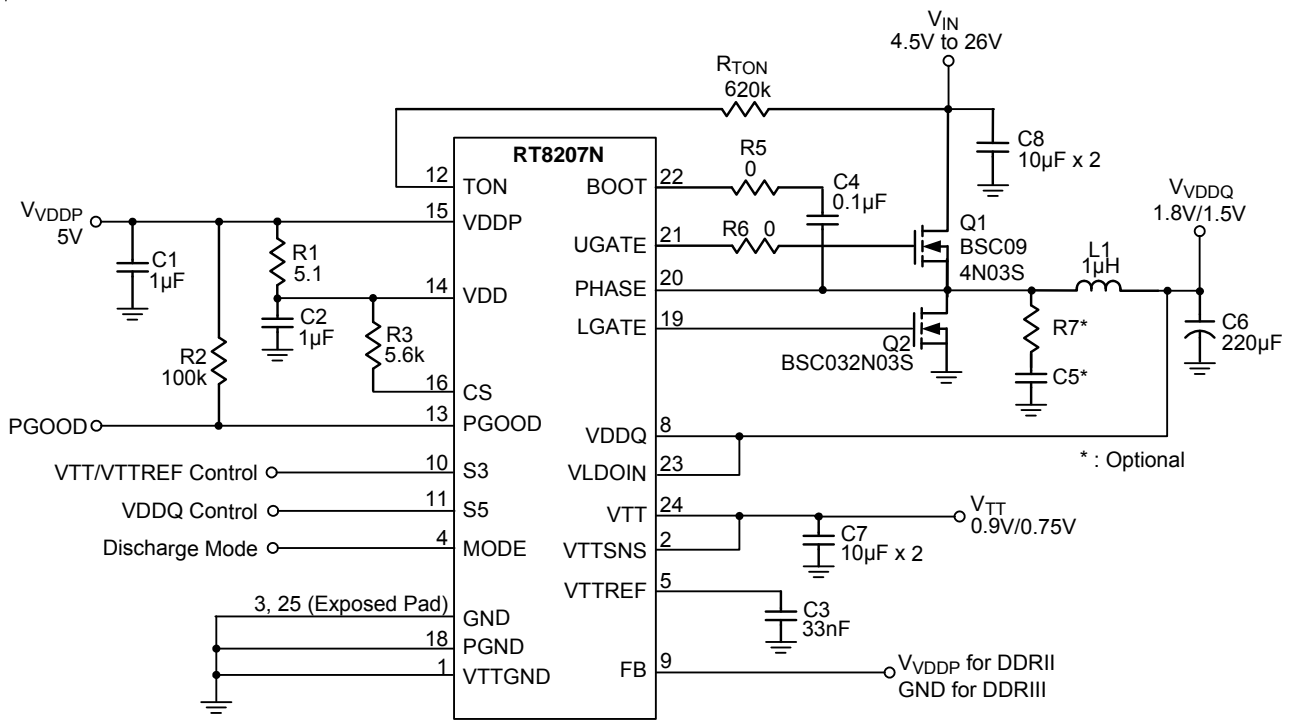 VIN
4.5V to 26V
RTON
620k
C8
10µF x 2
RT8207N
12
TON
BOOT
22
R5
0
C4
0.1µF
VVDDP
5V
15
VDDP
C1
1µF
R1
5.1
UGATE
21
R6 0
Q1
BSC09
4N03S
VVDDQ
1.8V/1.5V
L1
1µH
14
VDD
PHASE
20
C2
1µF
R3
5.6k
LGATE
19
Q2
BSC032N03S
R7*
C6
220µF
R2
100k
C5*
16
CS
PGOOD
13
PGOOD
VDDQ
8
* : Optional
VTT/VTTREF Control
10
S3
VLDOIN
23
VDDQ Control
11
S5
VTT
24
VTT
0.9V/0.75V
Discharge Mode
4
MODE
VTTSNS
2
C7
10µF x 2
VTTREF
5
C3
33nF
3, 25 (Exposed Pad)
GND
18
PGND
1
VTTGND
FB
9
VVDDP for DDRII
GND for DDRIII